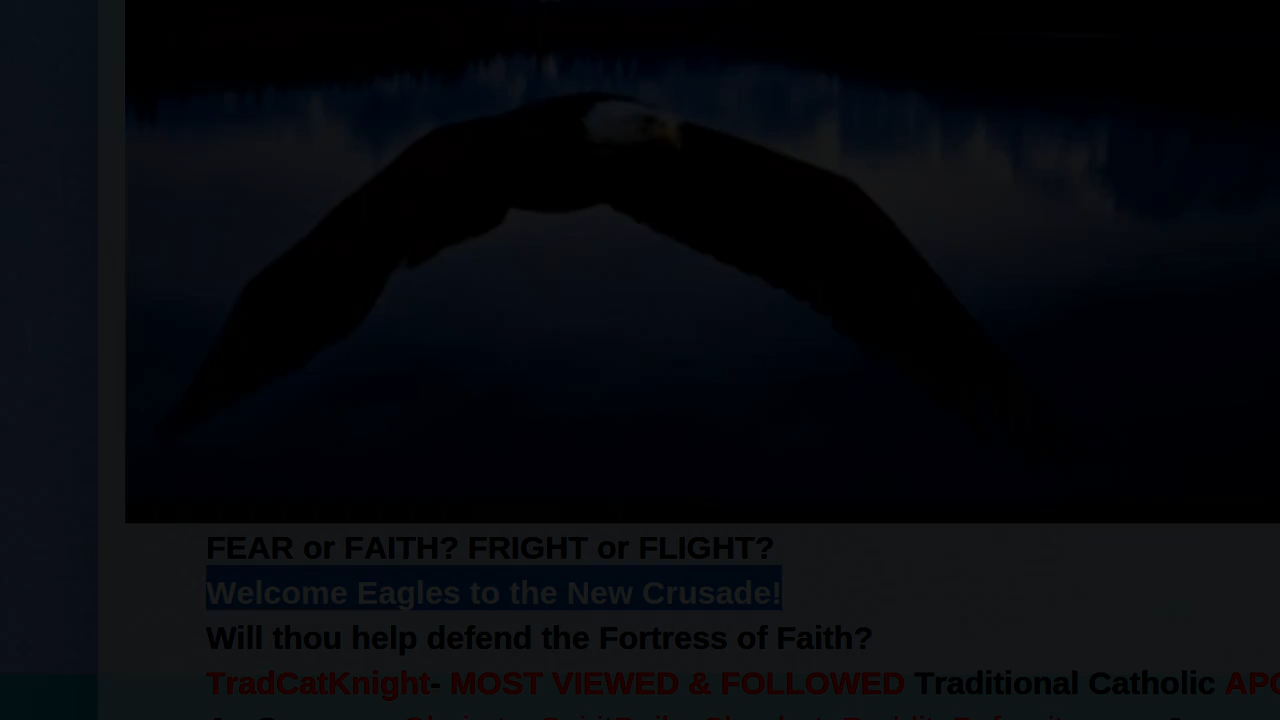 FEAR or FAITH? FRIGHT or FLIGHT?
Welcome Eagles to the New Crusade!
Will thou help defend the Fortress of Faith?
TradCatKnight- MOST VIEWED & FOLLOWED Traditional Catholic